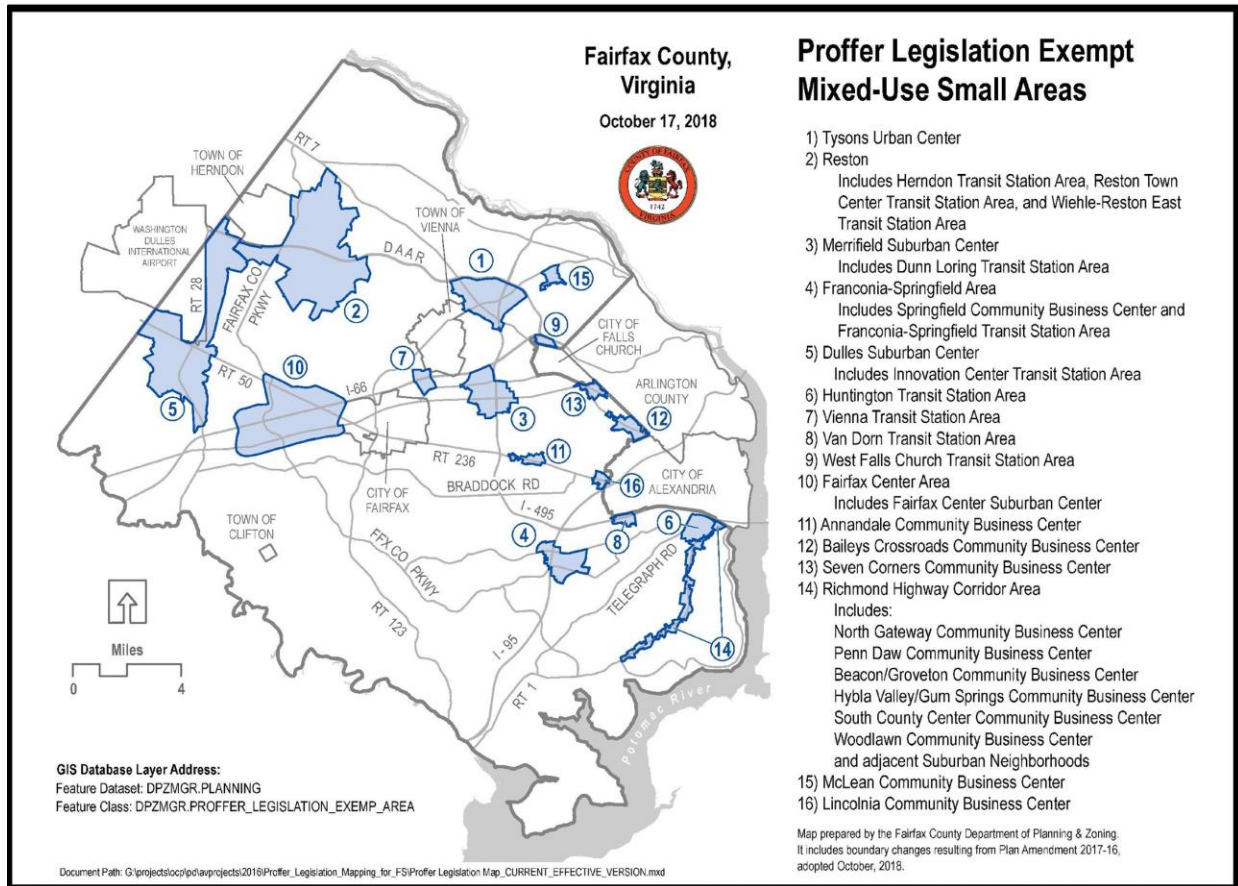 Fairfax County,
Virginia
October 17, 2018
COUNTY OF FAIRFAX
1742
VIRGINIA
Proffer Legislation Exempt
Mixed-Use Small Areas
1) Tysons Urban Center
2) Reston
Includes Herndon Transit Station Area, Reston Town
Center Transit Station Area, and Wiehle-Reston East
Transit Station Area
3) Merrifield Suburban Center
Includes Dunn Loring Transit Station Area
4) Franconia-Springfield Area
Includes Springfield Community Business Center and
Franconia-Springfield Transit Station Area
5) Dulles Suburban Center
Includes Innovation Center Transit Station Area
6) Huntington Transit Station Area
7) Vienna Transit Station Area
8) Van Dorn Transit Station Area
9) West Falls Church Transit Station Area
10) Fairfax Center Area
Includes Fairfax Center Suburban Center
11) Annandale Community Business Center
12) Baileys Crossroads Community Business Center
13) Seven Corners Community Business Center
14) Richmond Highway Corridor Area
Includes:
North Gateway Community Business Center
Penn Daw Community Business Center
Beacon/Groveton Community Business Center
Hybla Valley/Gum Springs Community Business Center
South County Center Community Business Center
Woodlawn Community Business Center
and adjacent Suburban Neighborhoods
15) McLean Community Business Center
16) Lincolnia Community Business Center
Map prepared by the Fairfax County Department of Planning & Zoning.
It includes boundary changes resulting from Plan Amendment 2017-16,
adopted October, 2018.
RT 7
TOWN OF
HERNDON
WASHINGTON
DULLES
INTERNATIONAL
AIRPORT
RT 28
FAIRFAX CO
PKWY
DAAR
TOWN OF
VIENNA
1
15
2
9
CITY OF
FALLS
CHURCH
ARLINGTON
COUNTY
RT 50
10
I-66
7
5
3
13
12
RT 236
11
BRADDOCK RD
16
CITY OF
ALEXANDRIA
CITY OF
FAIRFAX
I - 495
TOWN OF
CLIFTON
FFX CO PKWY
4
8
6
TELEGRAPH RD
RT 123
I - 95
14
RT 1
Potomac River
Miles
0
4
GIS Database Layer Address:
Feature Dataset: DPZMGR.PLANNING
Feature Class: DPZMGR.PROFFER_LEGISLATION_EXEMP_AREA
Document Path: G:\projects\ocp\pd\avprojects\2016\Proffer_Legislation_Mapping_for_FS\Proffer Legislation Map_CURRENT_EFFECTIVE_VERSION.mxd